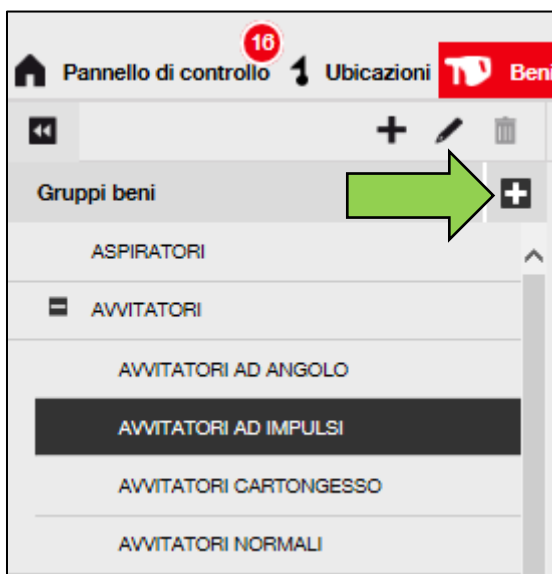 16
Pannello di controllo Ubicazioni Beni
Gruppi beni
ASPIRATORI
AVVITATORI
AVVITATORI AD ANGOLO
AVVITATORI AD IMPULSI
AVVITATORI CARTONGESSO
AVVITATORI NORMALI